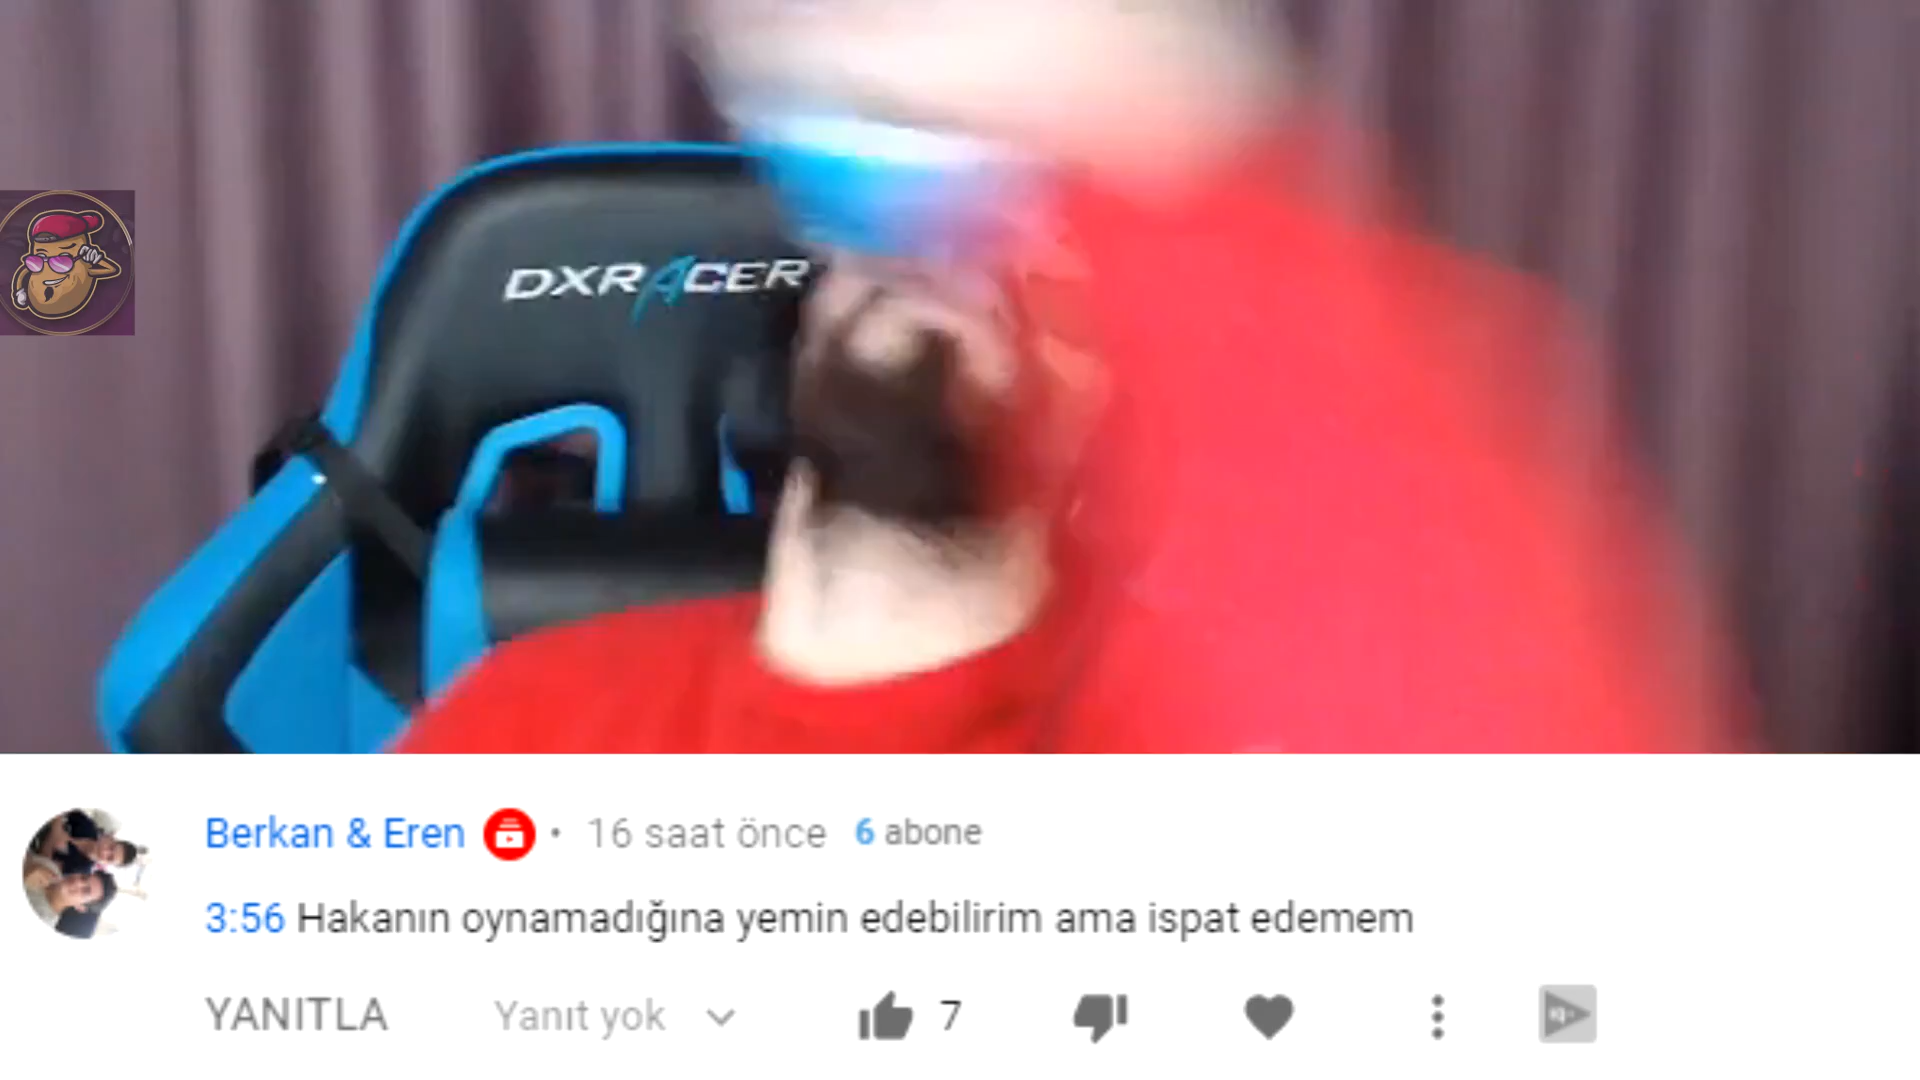 DXRACER
Berkan & Eren • 16 saat önce 6 abone
3:56 Hakanın oynamadığına yemin edebilirim ama ispat edemem
YANITLA Yanıt yok 7